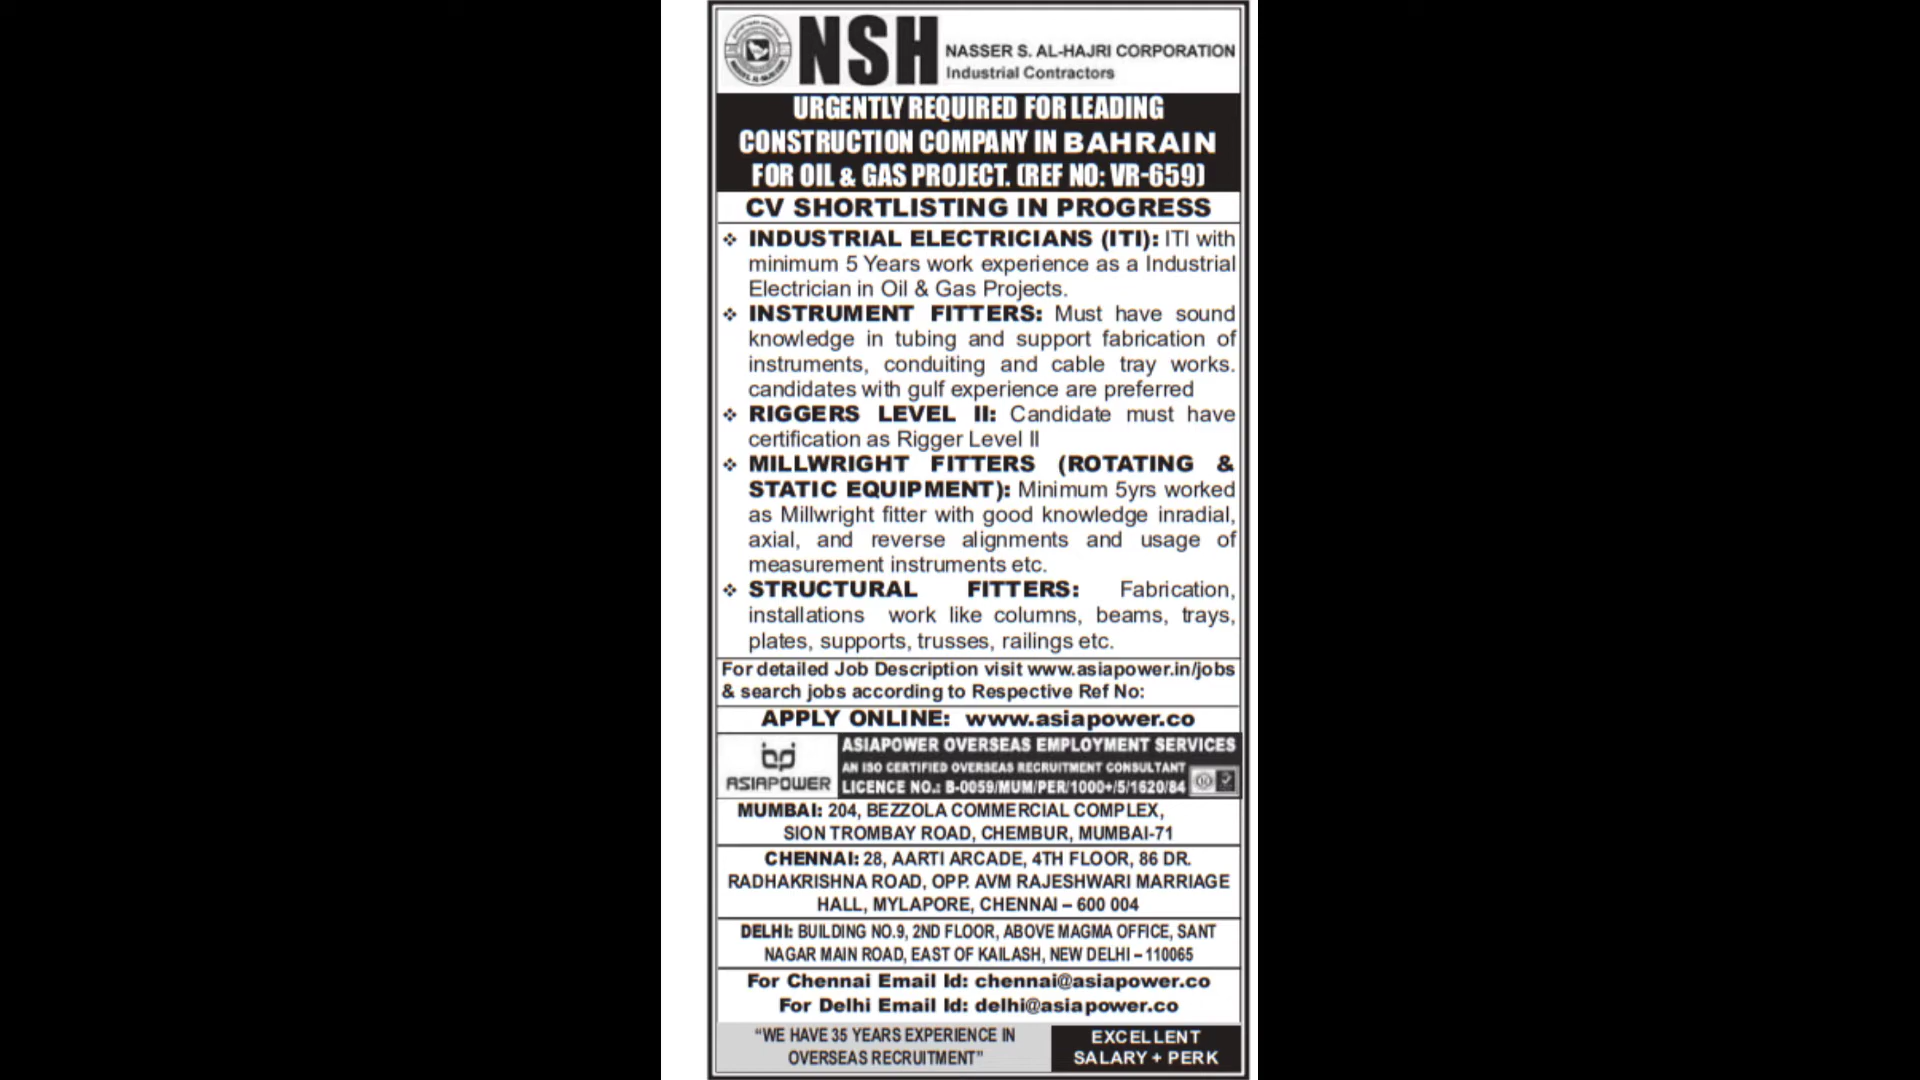 NSH
NASSER S. AL-HAJRI CORPORATION
Industrial Contractors
URGENTLY REQUIRED FOR LEADING
CONSTRUCTION COMPANY IN BAHRAIN
FOR OIL & GAS PROJECT. (REF NO: VR-659)
CV SHORTLISTING IN PROGRESS
❖ INDUSTRIAL ELECTRICIANS (ITI): ITI with
minimum 5 Years work experience as a Industrial
Electrician in Oil & Gas Projects.
❖ INSTRUMENT FITTERS: Must have sound
knowledge in tubing and support fabrication of
instruments, conduiting and cable tray works.
candidates with gulf experience are preferred
❖ RIGGERS LEVEL II: Candidate must have
certification as Rigger Level II
❖ MILLWRIGHT FITTERS (ROTATING &
STATIC EQUIPMENT): Minimum 5yrs worked
as Millwright fitter with good knowledge inradial,
axial, and reverse alignments and usage of
measurement instruments etc.
❖ STRUCTURAL FITTERS: Fabrication,
installations work like columns, beams, trays,
plates, supports, trusses, railings etc.
For detailed Job Description visit www.asiapower.in/jobs
& search jobs according to Respective Ref No:
APPLY ONLINE: www.asiapower.co
ASIAPOWER
ASIAPOWER OVERSEAS EMPLOYMENT SERVICES
AN ISO CERTIFIED OVERSEAS RECRUITMENT CONSULTANT
LICENCE NO.: B-0059/MUM/PER/1000+/5/1620/84
MUMBAI: 204, BEZZOLA COMMERCIAL COMPLEX,
SION TROMBAY ROAD, CHEMBUR, MUMBAI-71
CHENNAI: 28, AARTI ARCADE, 4TH FLOOR, 86 DR.
RADHAKRISHNA ROAD, OPP. AVM RAJESHWARI MARRIAGE
HALL, MYLAPORE, CHENNAI – 600 004
DELHI: BUILDING NO.9, 2ND FLOOR, ABOVE MAGMA OFFICE, SANT
NAGAR MAIN ROAD, EAST OF KAILASH, NEW DELHI – 110065
For Chennai Email Id: chennai@asiapower.co
For Delhi Email Id: delhi@asiapower.co
"WE HAVE 35 YEARS EXPERIENCE IN
OVERSEAS RECRUITMENT"
EXCELLENT
SALARY + PERK